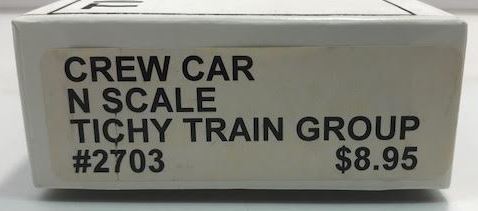 CREW CAR
N SCALE
TICHY TRAIN GROUP
#2703 $8.95